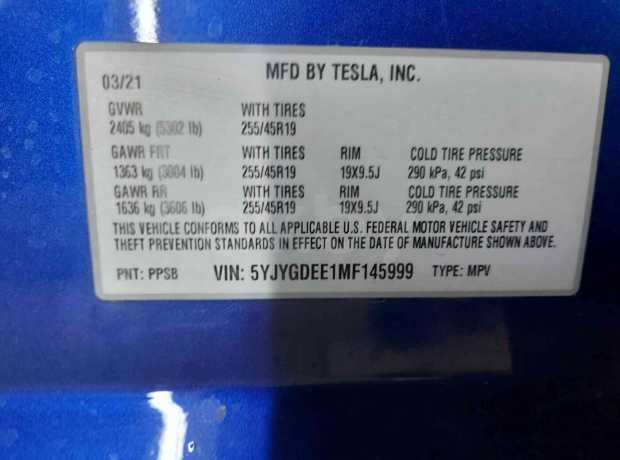 03/21 MFD BY TESLA, INC.
GVWR WITH TIRES
2405 kg (5302 lb) 255/45R19
GAWR FRT WITH TIRES RIM COLD TIRE PRESSURE
1363 kg (3004 lb) 255/45R19 19X9.5J 290 kPa, 42 psi
GAWR RR WITH TIRES RIM COLD TIRE PRESSURE
1636 kg (3606 lb) 255/45R19 19X9.5J 290 kPa, 42 psi
THIS VEHICLE CONFORMS TO ALL APPLICABLE U.S. FEDERAL MOTOR VEHICLE SAFETY AND
THEFT PREVENTION STANDARDS IN EFFECT ON THE DATE OF MANUFACTURE SHOWN ABOVE.
PNT: PPSB VIN: 5YJYGDEE1MF145999 TYPE: MPV